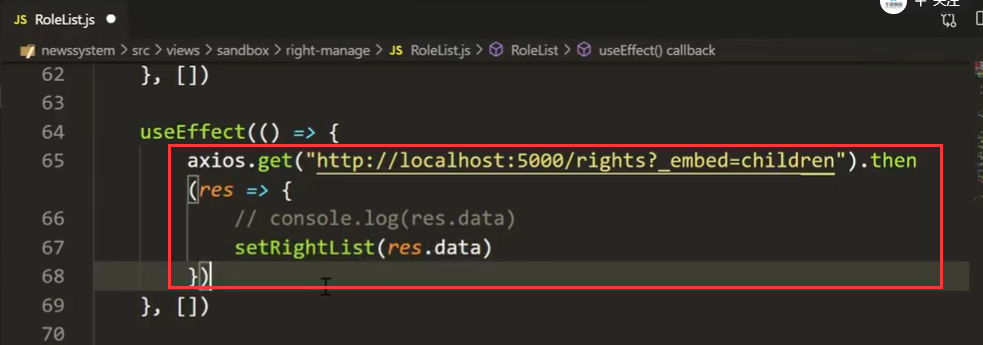 JS RoleList.js ●
关注
newssystem > src > views > sandbox > right-manage > JS RoleList.js > RoleList > useEffect() callback
62 }, [])
63
64 useEffect(() => {
65 axios.get("http://localhost:5000/rights?_embed=children").then
(res => {
66 // console.log(res.data)
67 setRightList(res.data)
68 })
69 }, [])
70